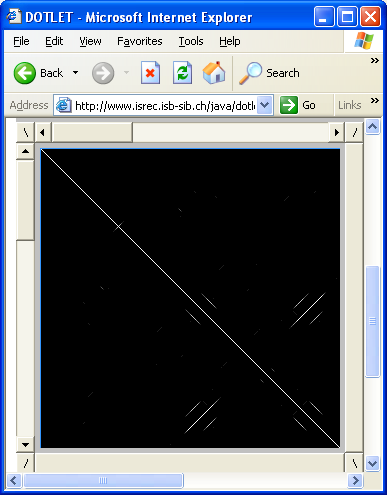 DOTLET - Microsoft Internet Explorer
File Edit View Favorites Tools Help »
Back Search »
Address http://www.isrec.isb-sib.ch/java/dotle Go Links »
\ /
\ /